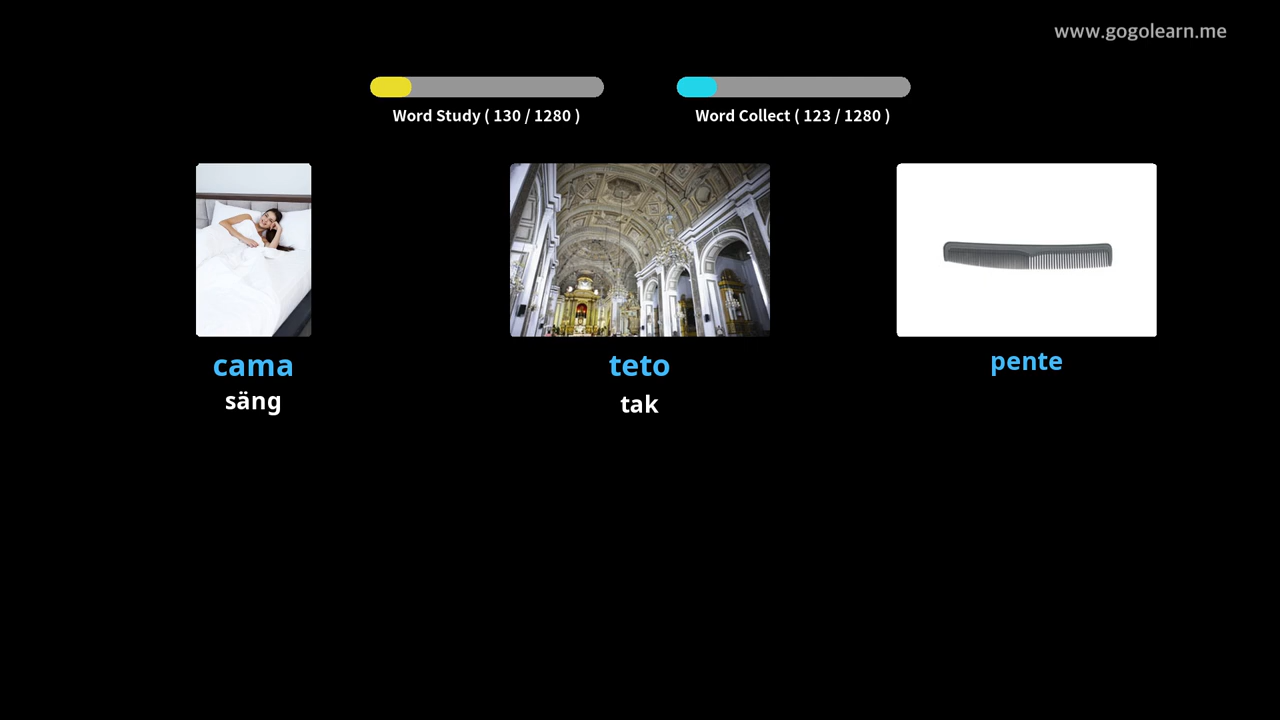 www.gogolearn.me
Word Study ( 130 / 1280 )
Word Collect ( 123 / 1280 )
cama
säng
teto
tak
pente